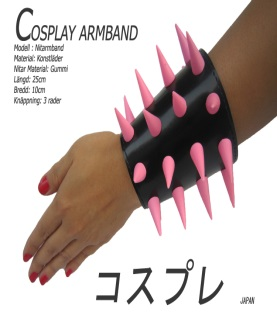 COSPLAY ARMBAND
Modell : Nitarmband
Material: Konstläder
Nitar Material: Gummi
Längd: 25cm
Bredd: 10cm
Knäppning: 3 rader
コスプレ
JAPAN